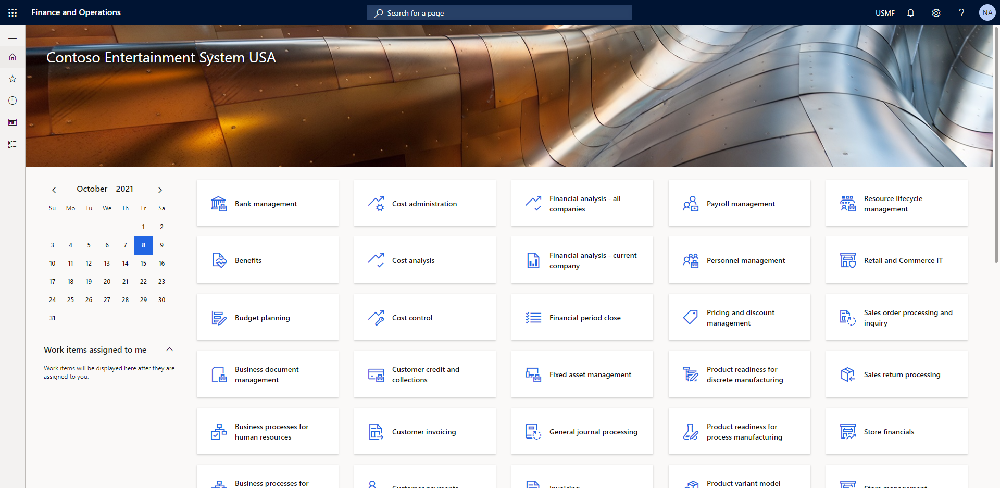 Finance and Operations
Search for a page
USMF
NA
Contoso Entertainment System USA
October 2021
Su Mo Tu We Th Fr Sa
1 2
3 4 5 6 7 8 9
10 11 12 13 14 15 16
17 18 19 20 21 22 23
24 25 26 27 28 29 30
31
Work items assigned to me
Work items will be displayed here after they are
assigned to you.
Bank management
Cost administration
Financial analysis - all
companies
Payroll management
Resource lifecycle
management
Benefits
Cost analysis
Financial analysis - current
company
Personnel management
Retail and Commerce IT
Budget planning
Cost control
Financial period close
Pricing and discount
management
Sales order processing and
inquiry
Business document
management
Customer credit and
collections
Fixed asset management
Product readiness for
discrete manufacturing
Sales return processing
Business processes for
human resources
Customer invoicing
General journal processing
Product readiness for
process manufacturing
Store financials
Business processes for
Customer payments
Invoicing
Product variant model
Store management